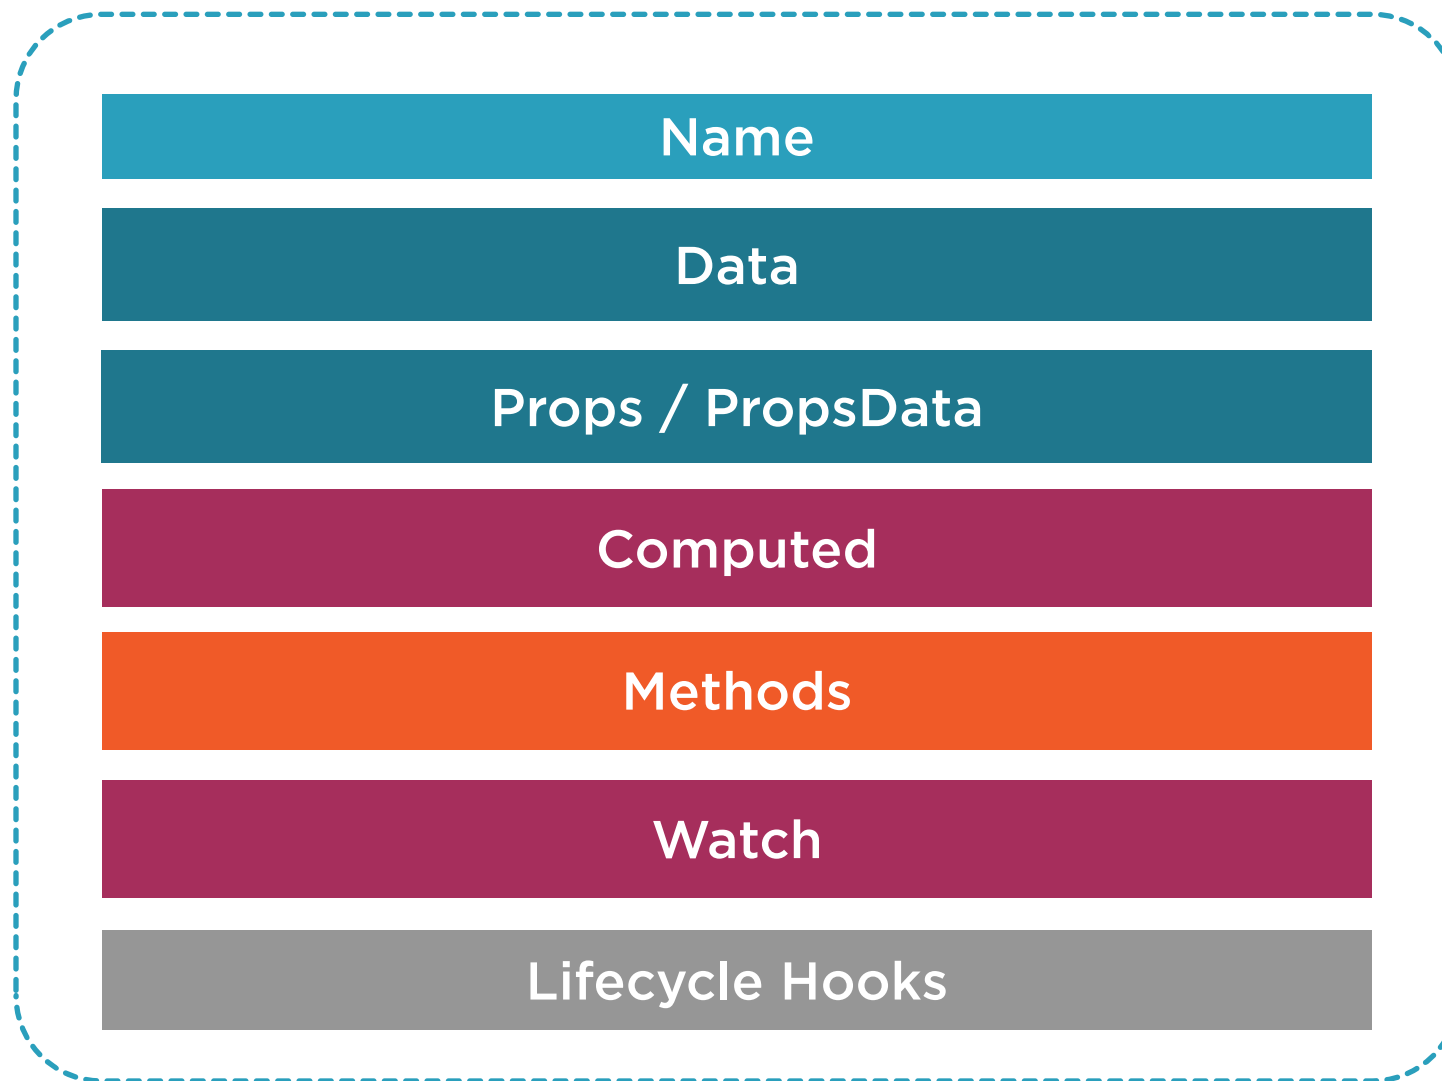 Name
Data
Props / PropsData
Computed
Methods
Watch
Lifecycle Hooks